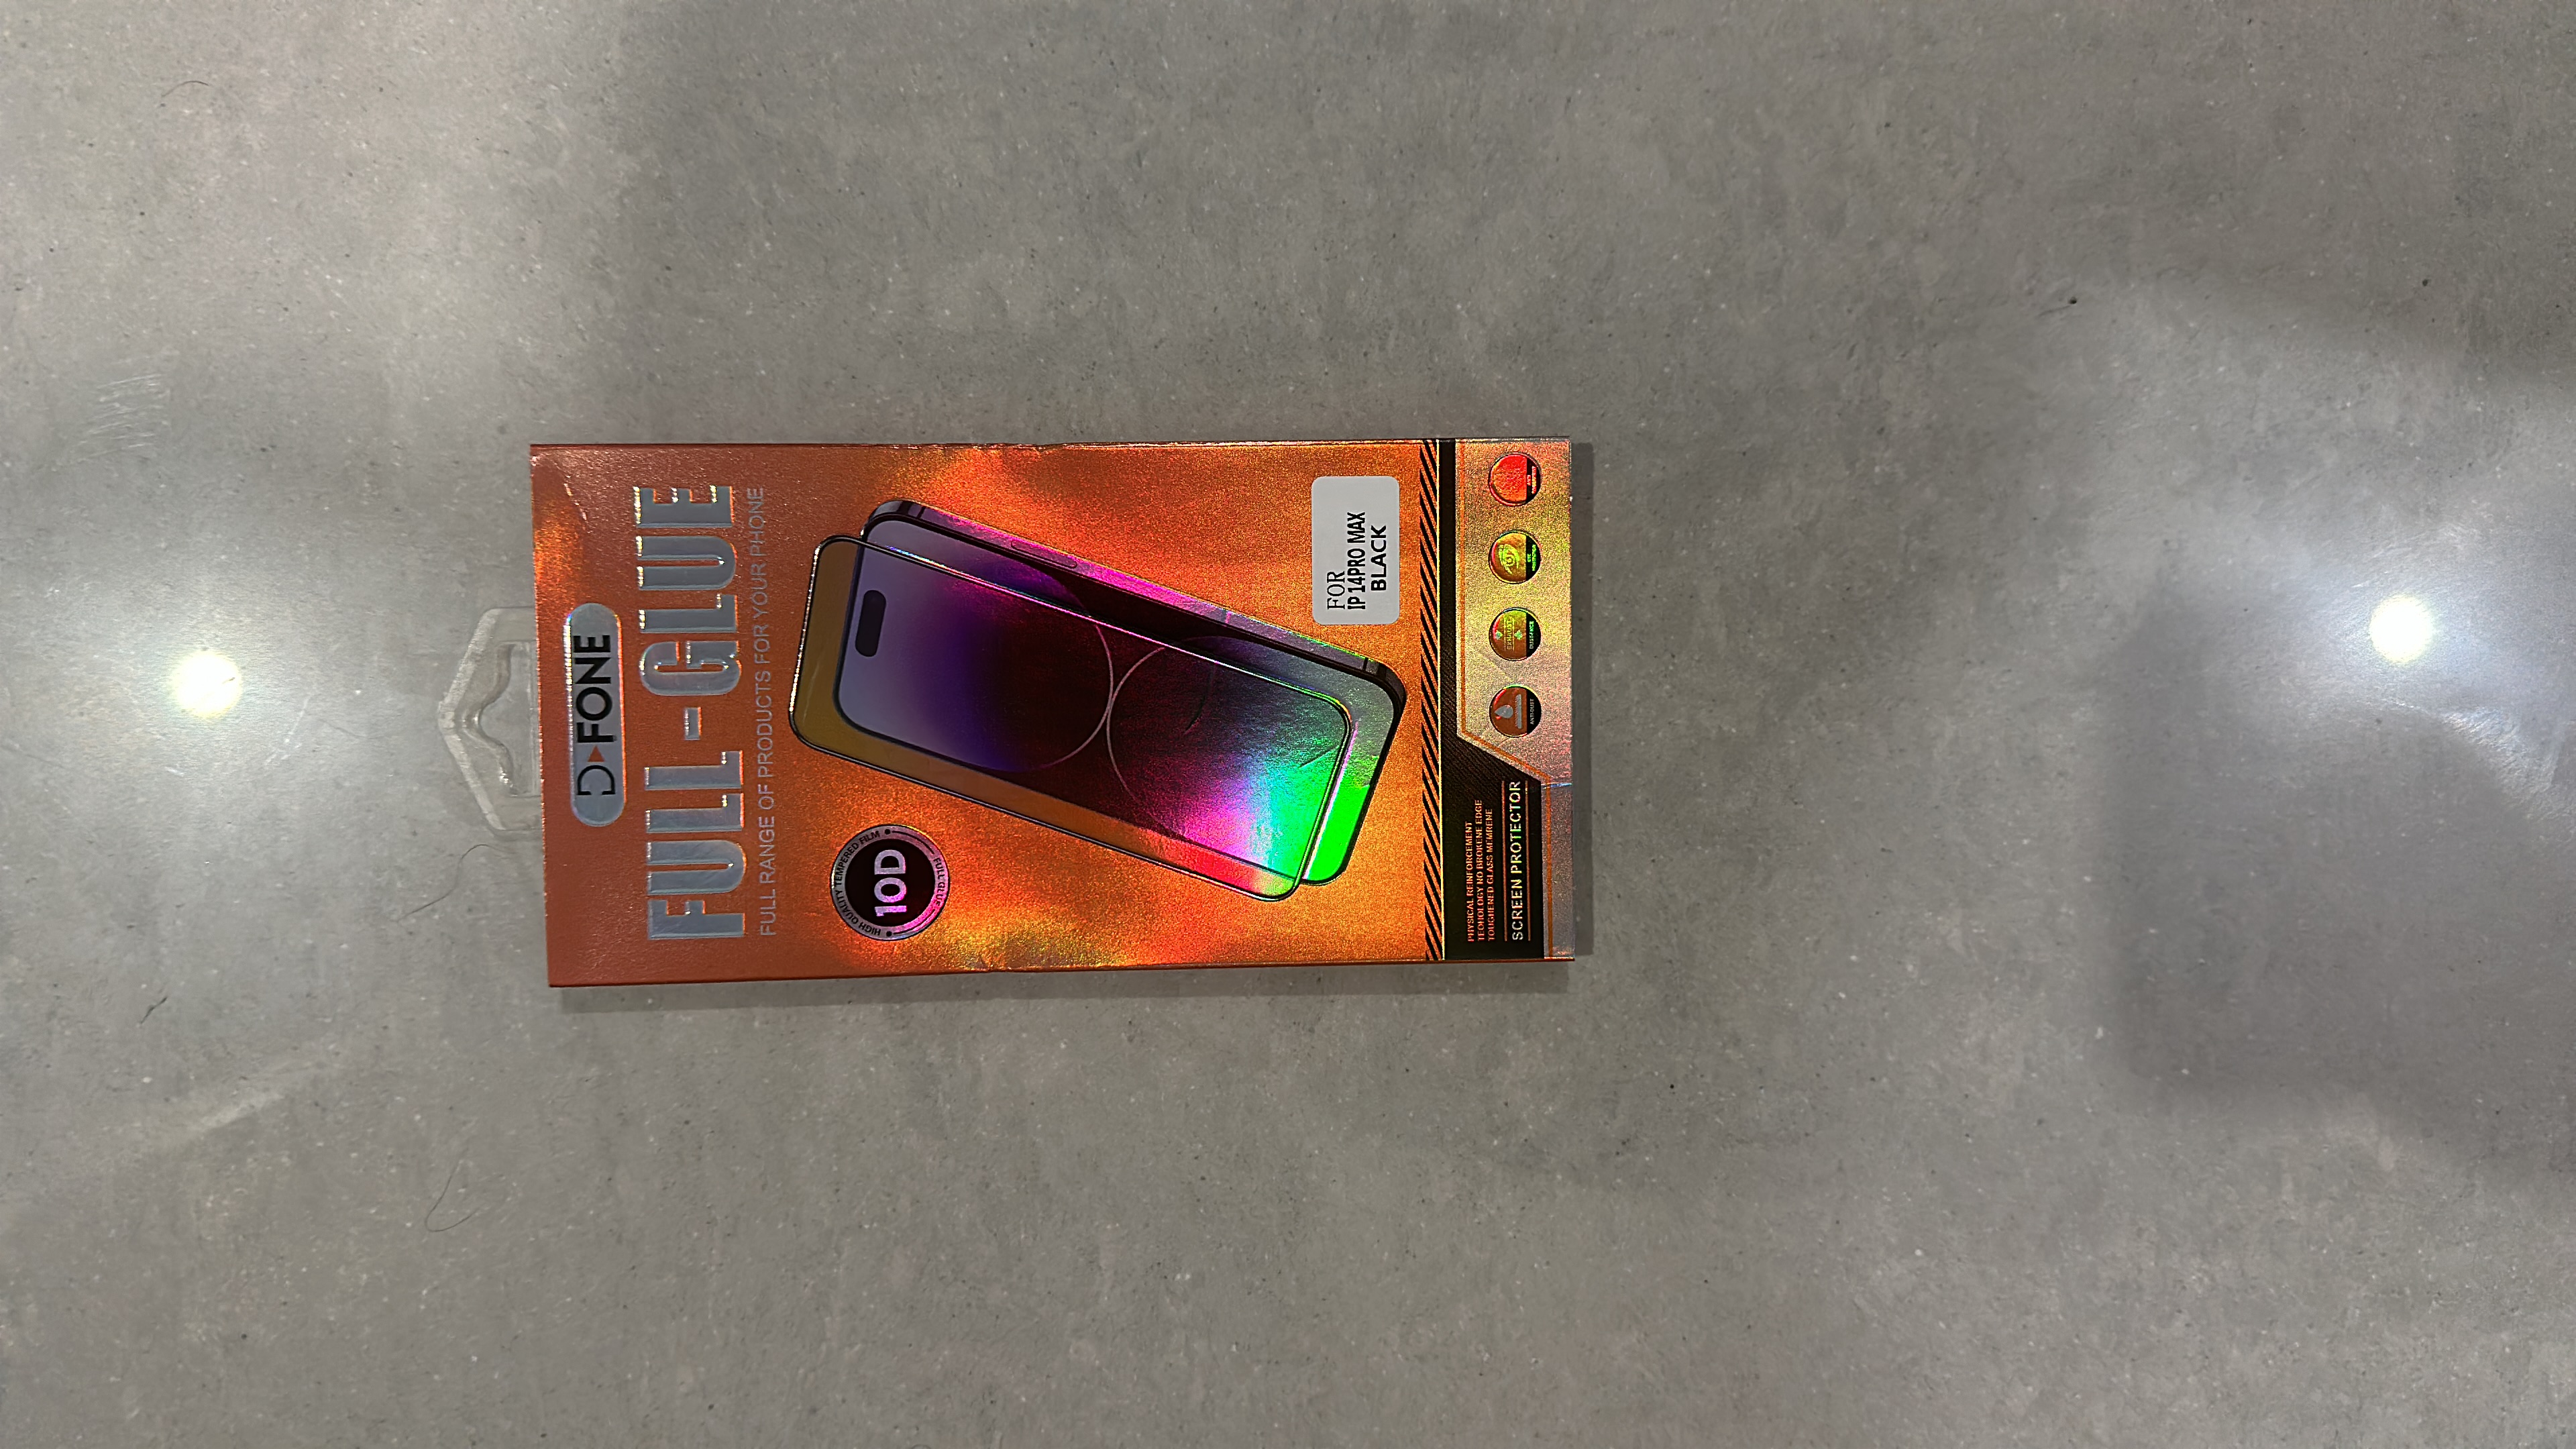 D FONE
FULL-GLUE
FULL RANGE OF PRODUCTS FOR YOUR PHONE
HIGH QUALITY TEMPERED FILM
10D
FULL GLUE
FOR
IP 14PRO MAX
BLACK
PHYSICAL REINFORCEMENT
TEOHOLOGY NO BROKENE EDGE
TOUGHENED GLASS MEMRENE
SCREEN PROTECTOR
ANTI-DUST
EXHAUST